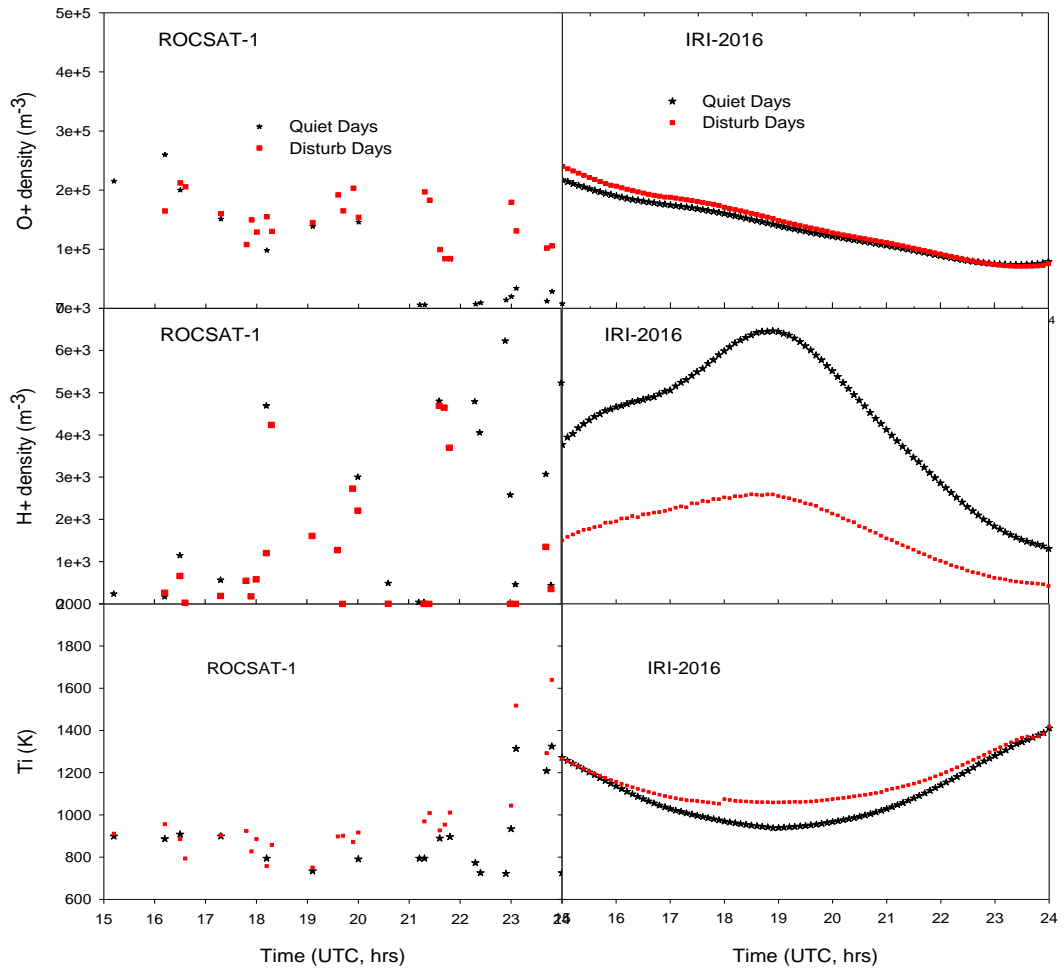 5e+5
4e+5
3e+5
2e+5
1e+5
O+ density (m-3)
ROCSAT-1
Quiet Days
Disturb Days
IRI-2016
Quiet Days
Disturb Days
4
0e+3
6e+3
5e+3
4e+3
3e+3
2e+3
1e+3
H+ density (m-3)
ROCSAT-1
IRI-2016
2000
1800
1600
1400
1200
1000
800
600
Ti (K)
ROCSAT-1
IRI-2016
15 16 17 18 19 20 21 22 23 24
16 17 18 19 20 21 22 23 24
Time (UTC, hrs)
Time (UTC, hrs)